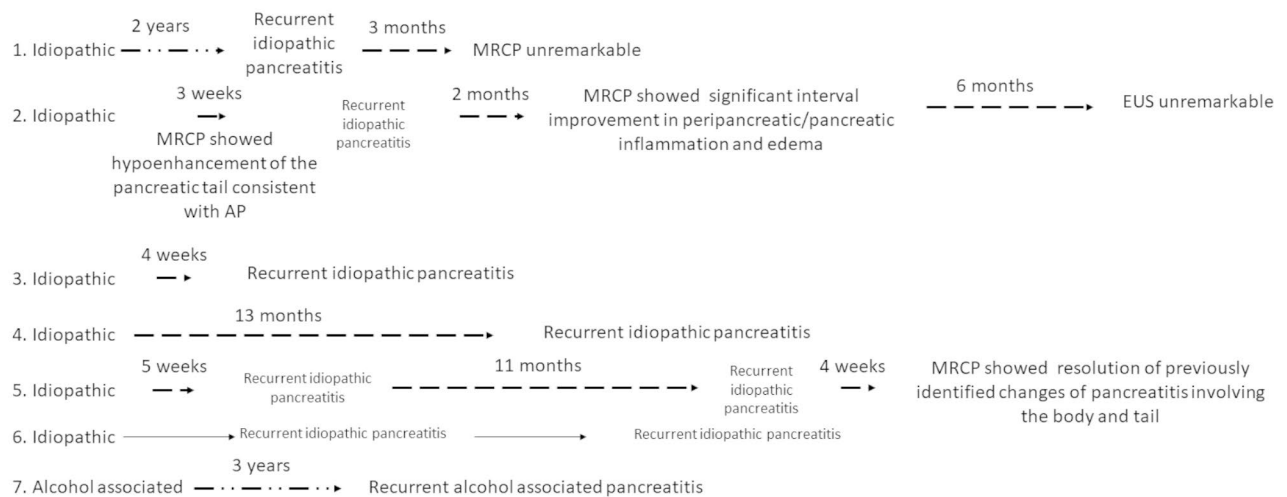 2 years
Recurrent
idiopathic
pancreatitis
3 months
1. Idiopathic
MRCP unremarkable
3 weeks
2. Idiopathic
MRCP showed
hypoenhancement of the
pancreatic tail consistent
with AP
Recurrent
idiopathic
pancreatitis
2 months
MRCP showed significant interval
improvement in peripancreatic/pancreatic
inflammation and edema
6 months
EUS unremarkable
4 weeks
3. Idiopathic
Recurrent idiopathic pancreatitis
13 months
4. Idiopathic
Recurrent idiopathic pancreatitis
5 weeks
5. Idiopathic
Recurrent idiopathic
pancreatitis
11 months
Recurrent
idiopathic
pancreatitis
4 weeks
MRCP showed resolution of previously
identified changes of pancreatitis involving
the body and tail
6. Idiopathic
Recurrent idiopathic pancreatitis
Recurrent idiopathic pancreatitis
3 years
7. Alcohol associated
Recurrent alcohol associated pancreatitis